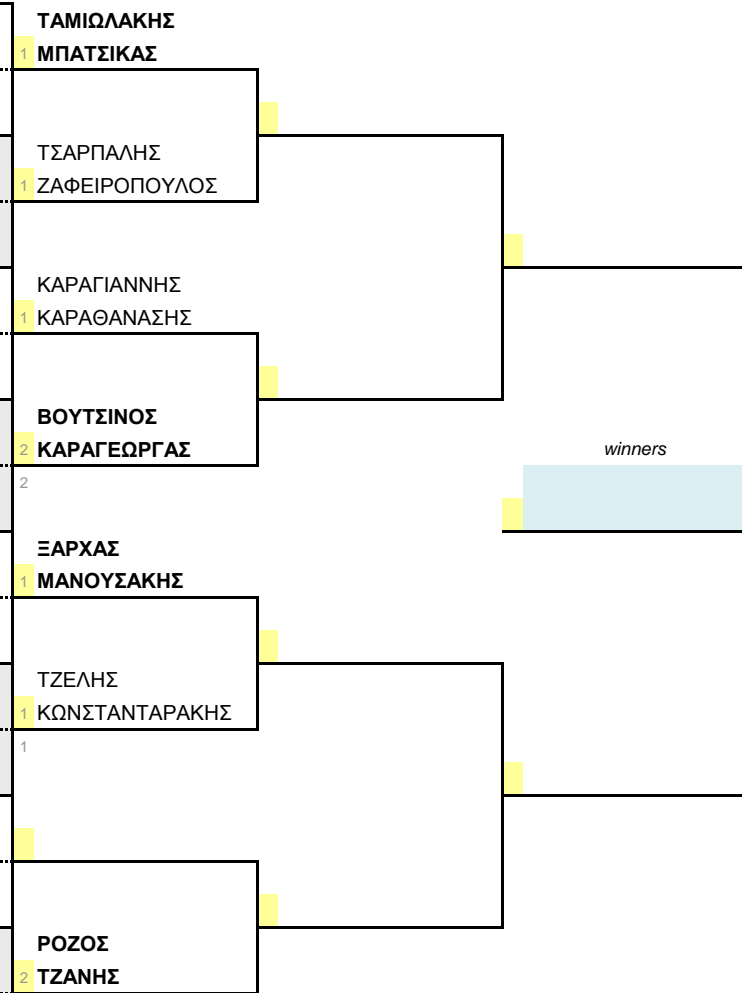 ΤΑΜΙΩΛΑΚΗΣ
1 ΜΠΑΤΣΙΚΑΣ
ΤΣΑΡΠΑΛΗΣ
1 ΖΑΦΕΙΡΟΠΟΥΛΟΣ
ΚΑΡΑΓΙΑΝΝΗΣ
1 ΚΑΡΑΘΑΝΑΣΗΣ
ΒΟΥΤΣΙΝΟΣ
2 ΚΑΡΑΓΕΩΡΓΑΣ
winners
2
ΞΑΡΧΑΣ
1 ΜΑΝΟΥΣΑΚΗΣ
ΤΖΕΛΗΣ
1 ΚΩΝΣΤΑΝΤΑΡΑΚΗΣ
1
ΡΟΖΟΣ
2 ΤΖΑΝΗΣ